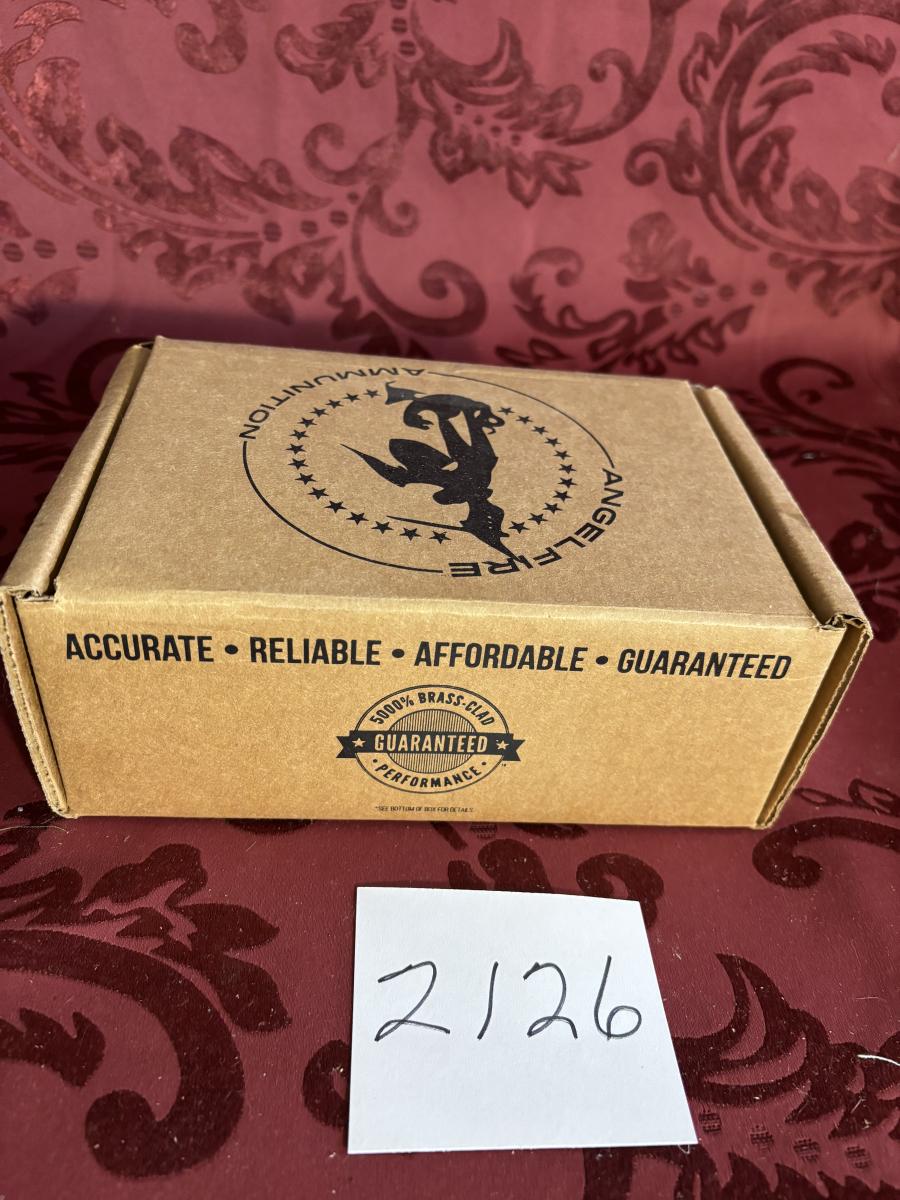 ANGELFIRE
AMMUNITION
ACCURATE • RELIABLE • AFFORDABLE • GUARANTEED
5000% BRASS-CLAD
GUARANTEED
• PERFORMANCE •
*SEE BOTTOM OF BOX FOR DETAILS.
2126